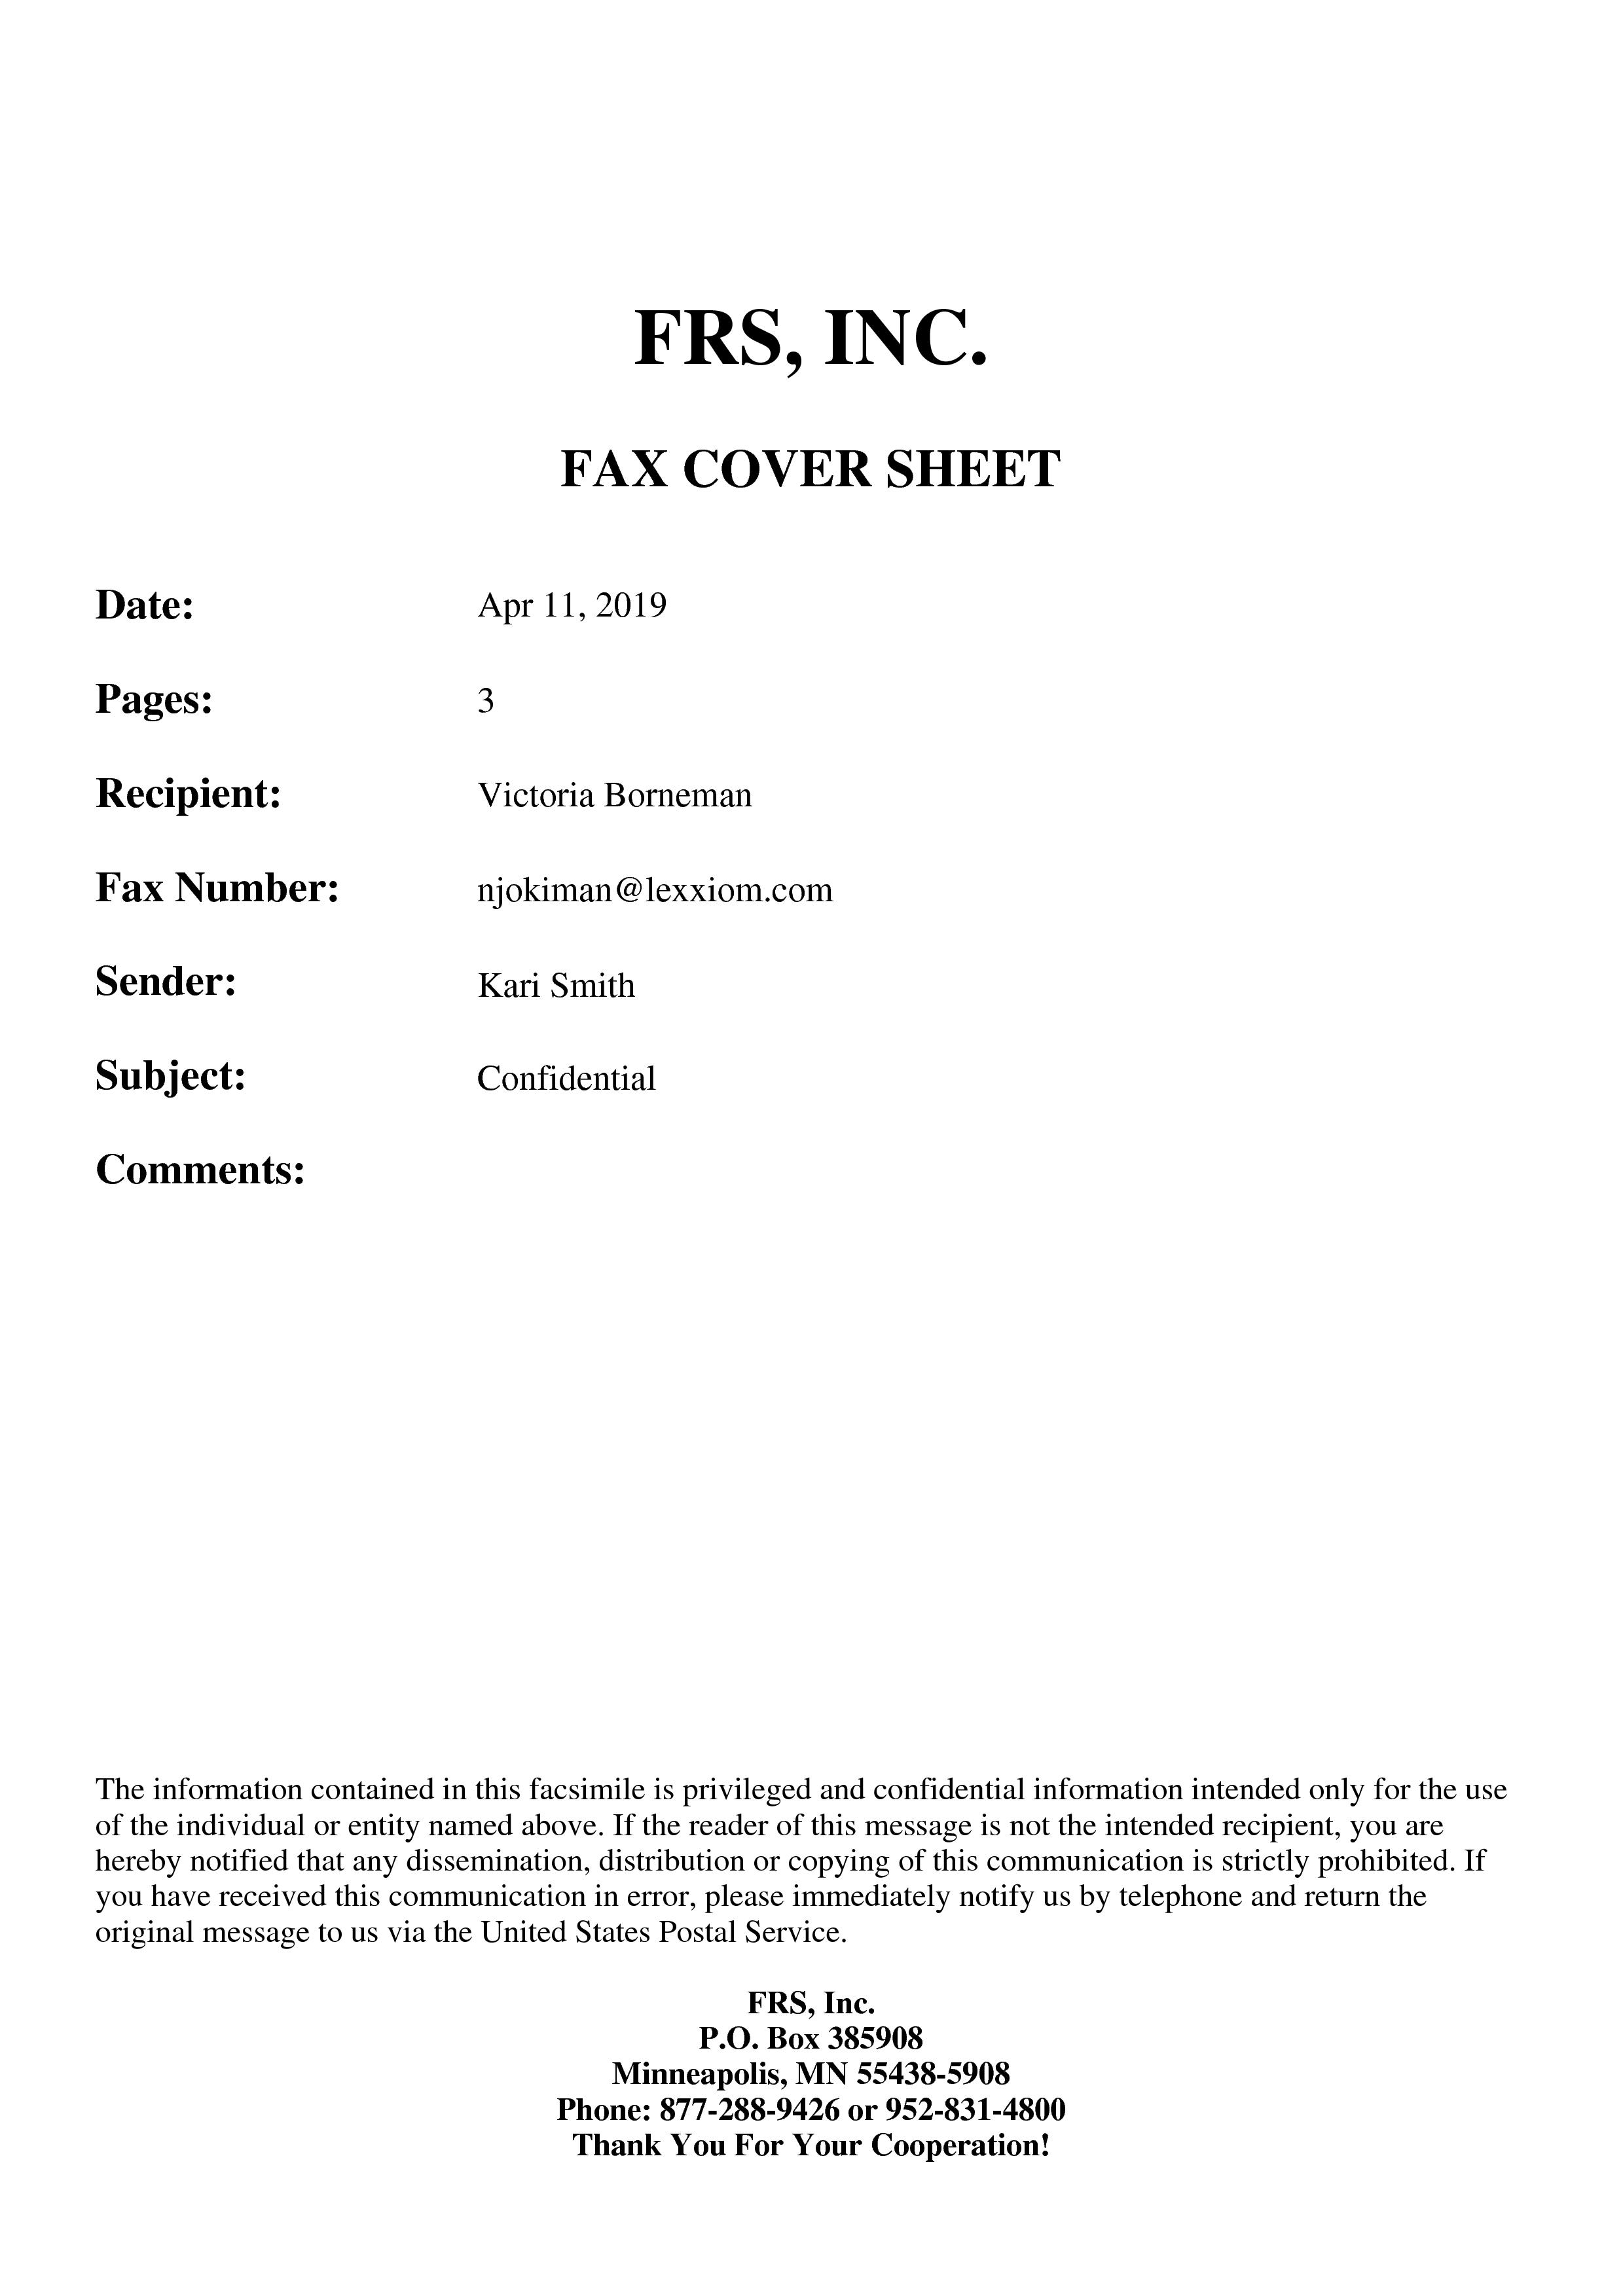 FRS, INC.
FAX COVER SHEET
Date: Apr 11, 2019
Pages: 3
Recipient: Victoria Borneman
Fax Number: njokiman@lexxiom.com
Sender: Kari Smith
Subject: Confidential
Comments:
The information contained in this facsimile is privileged and confidential information intended only for the use
of the individual or entity named above. If the reader of this message is not the intended recipient, you are
hereby notified that any dissemination, distribution or copying of this communication is strictly prohibited. If
you have received this communication in error, please immediately notify us by telephone and return the
original message to us via the United States Postal Service.
FRS, Inc.
P.O. Box 385908
Minneapolis, MN 55438-5908
Phone: 877-288-9426 or 952-831-4800
Thank You For Your Cooperation!